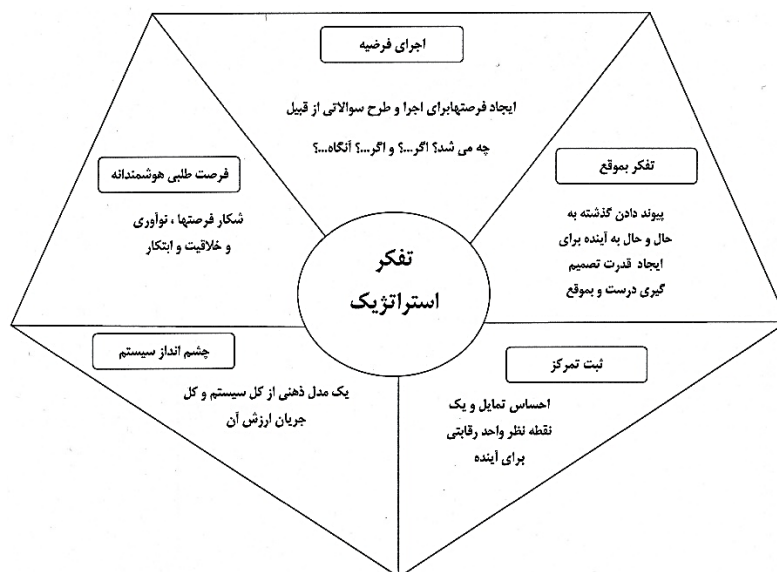 اجرای فرضیه
ایجاد فرصتهابرای اجرا و طرح سوالاتی از قبیل
چه می شد؟ اگر...؟ و اگر...؟ آنگاه...؟
تفکر بموقع
پیوند دادن گذشته به
حال و حال به آینده برای
ایجاد قدرت تصمیم
گیری درست و بموقع
فرصت طلبی هوشمندانه
شکار فرصتها ، نوآوری
و خلاقیت و ابتکار
تفکر
استراتژیک
ثبت تمرکز
احساس تمایل و یک
نقطه نظر واحد رقابتی
برای آینده
چشم انداز سیستم
یک مدل ذهنی از کل سیستم و کل
جریان ارزش آن